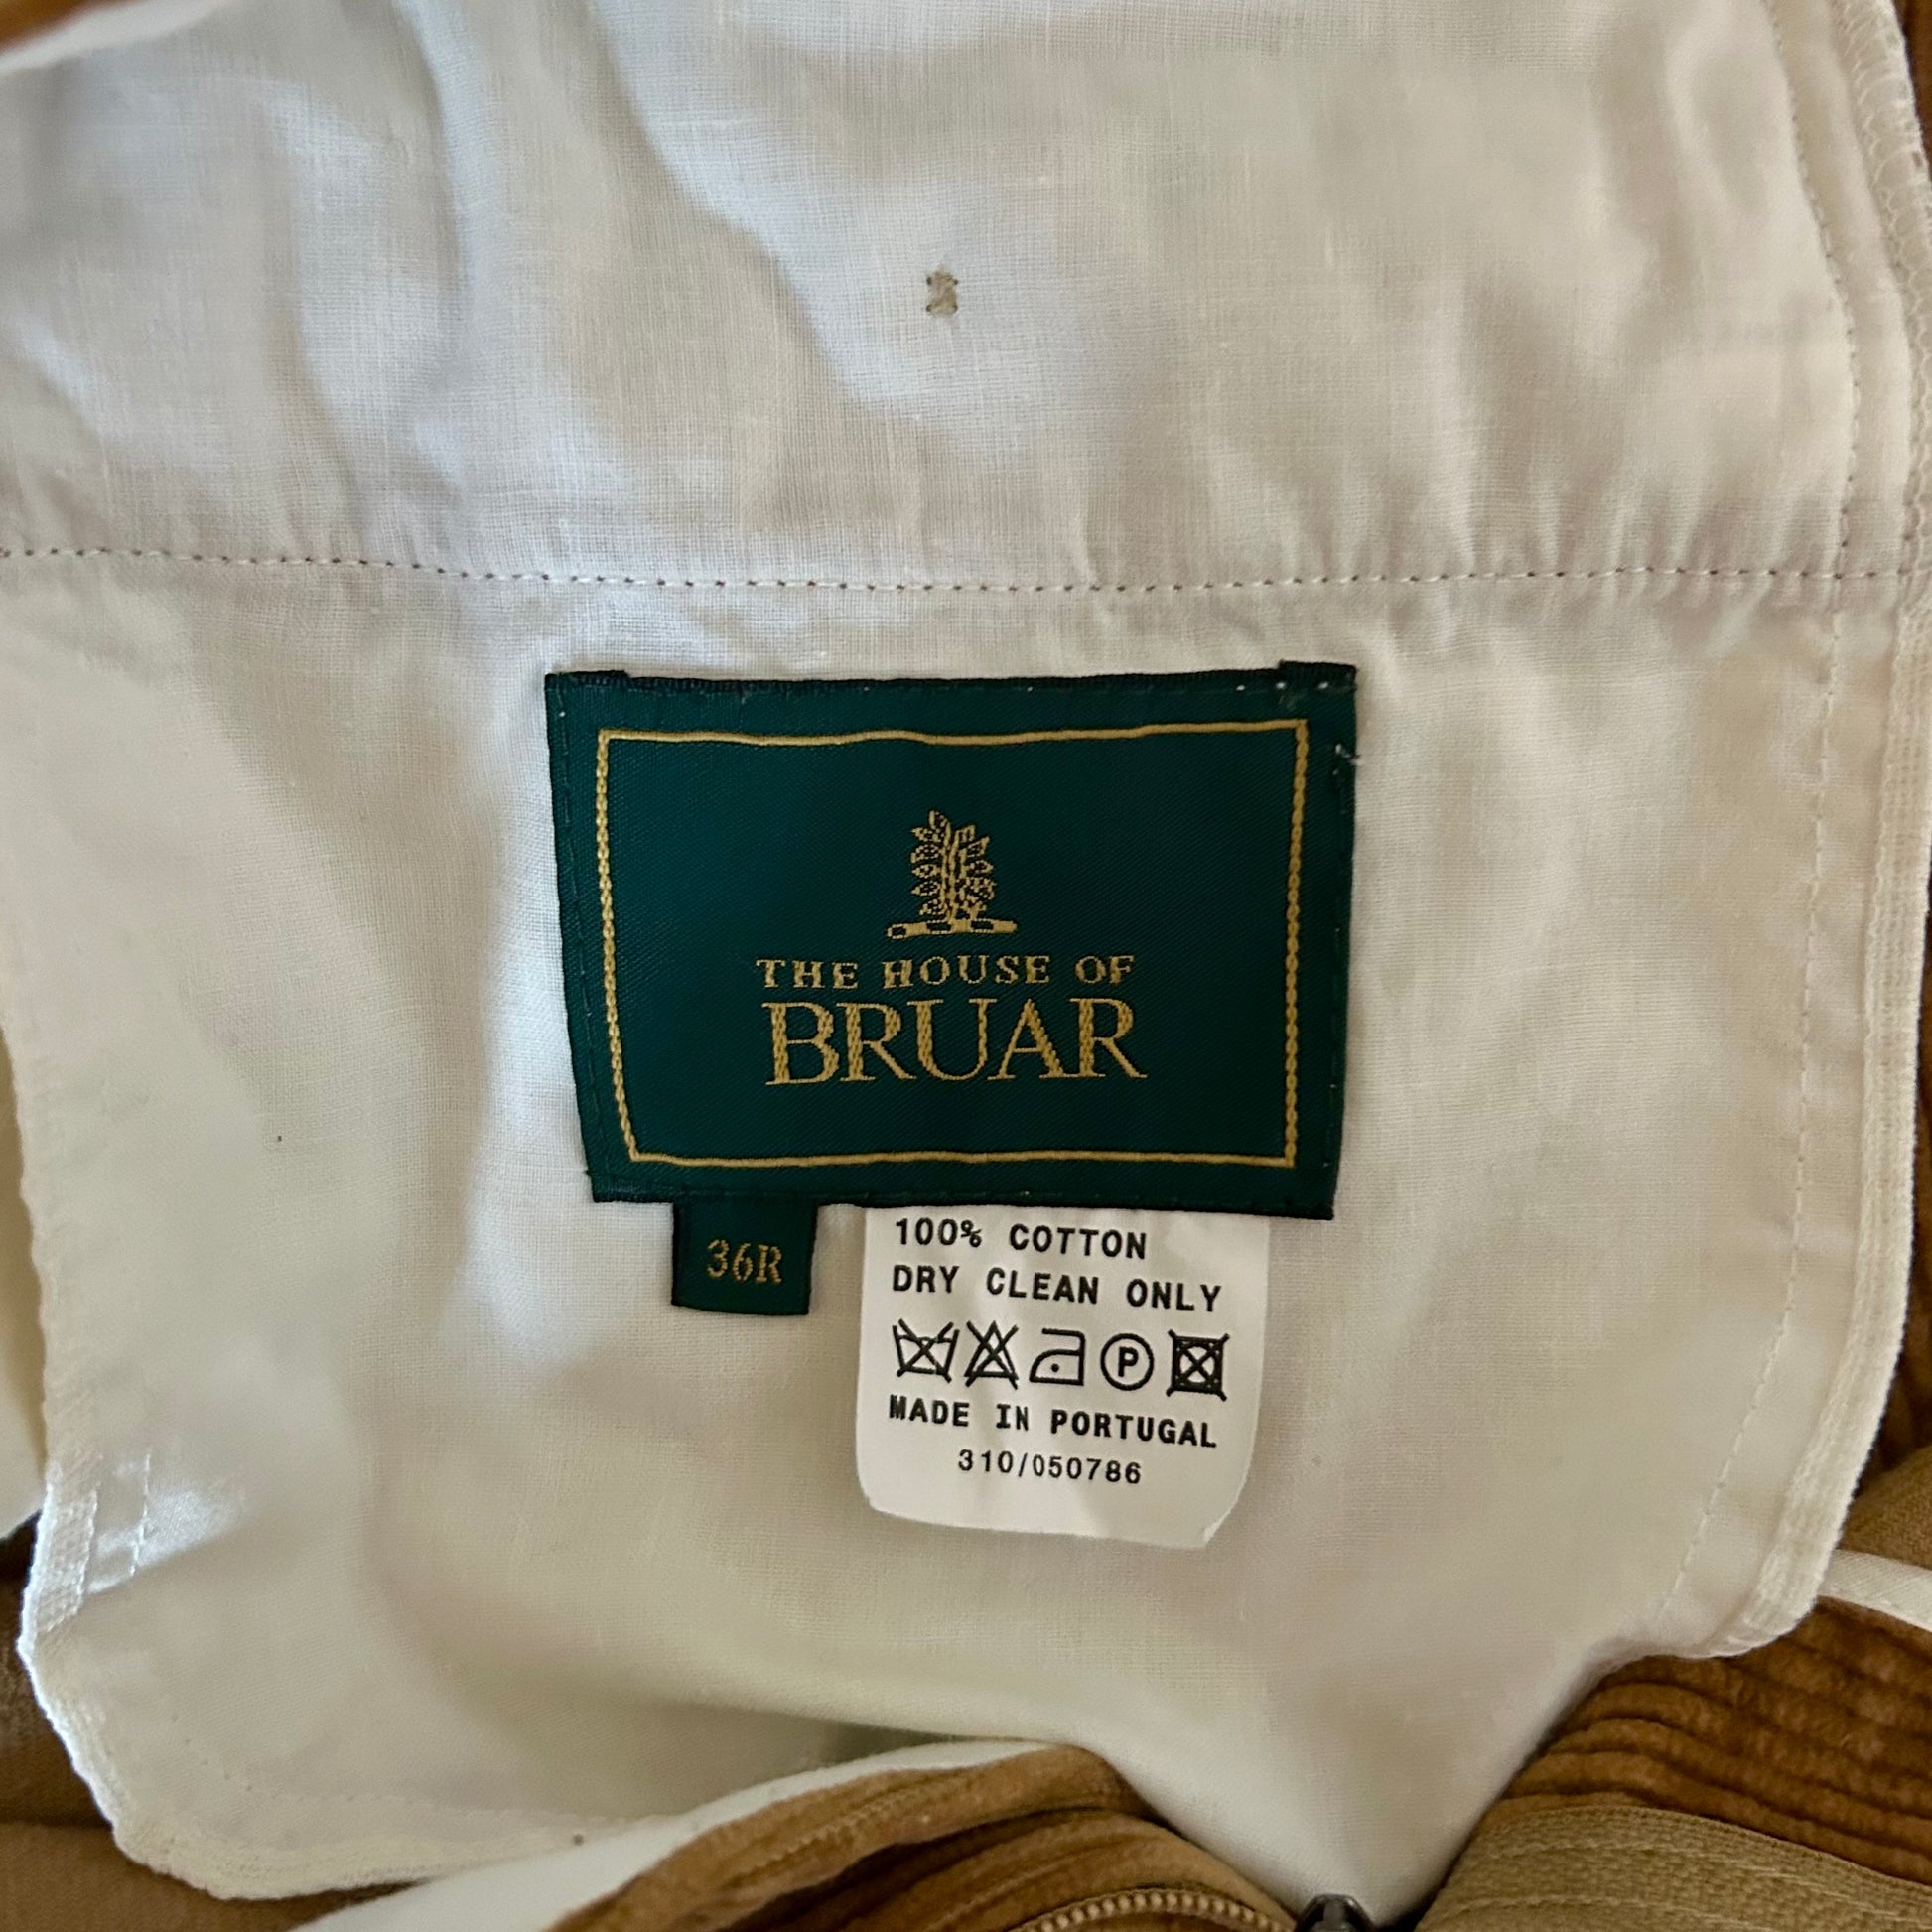 THE HOUSE OF
BRUAR
36R
100% COTTON
DRY CLEAN ONLY
P
MADE IN PORTUGAL
310/050786